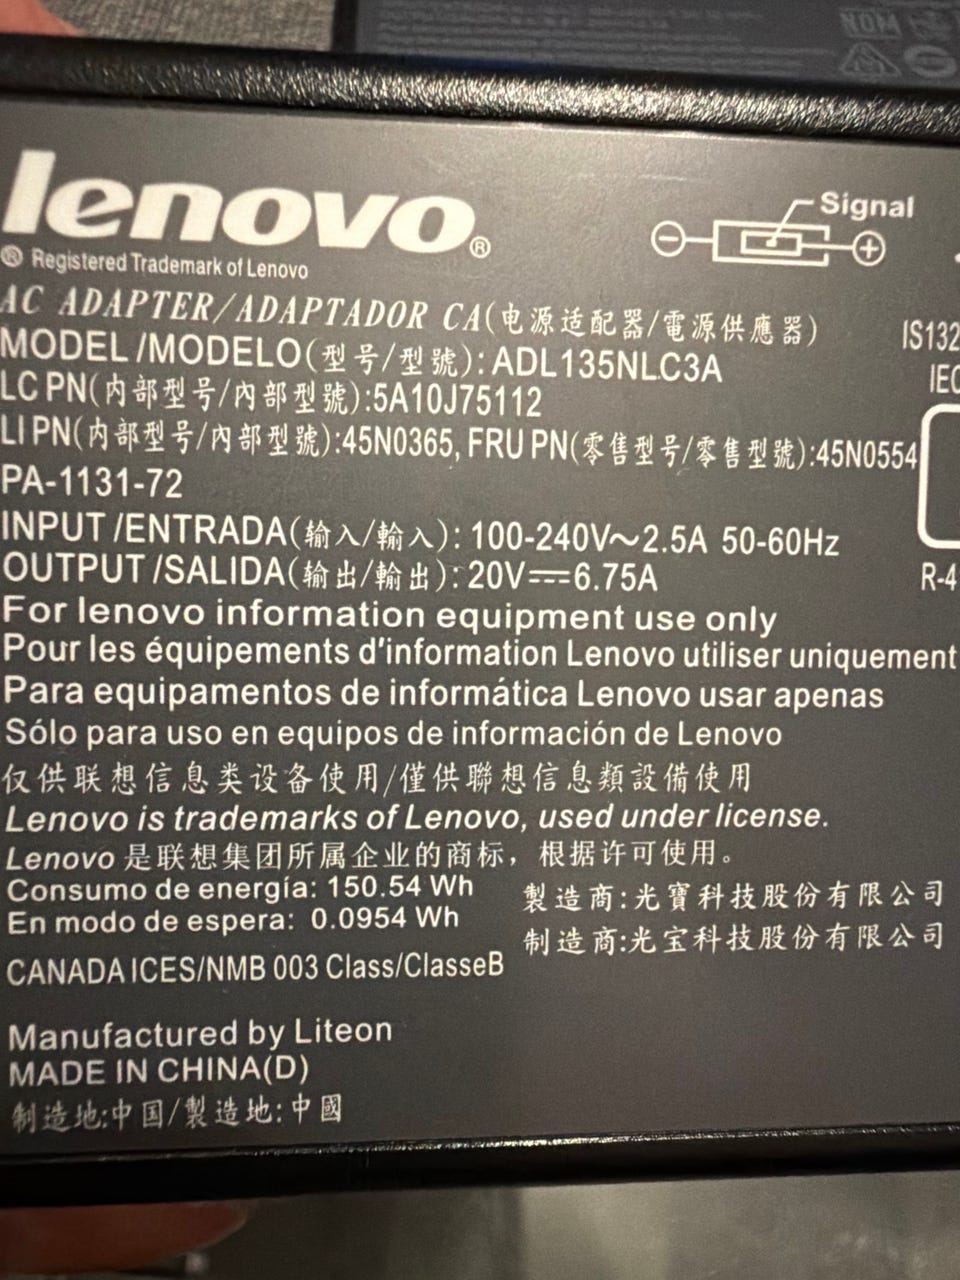 lenovo®
® Registered Trademark of Lenovo
Signal
AC ADAPTER/ADAPTADOR CA(电源适配器/電源供應器)
IS132
MODEL/MODELO(型号/型號): ADL135NLC3A
IEC
LC PN(内部型号/內部型號):5A10J75112
LI PN(内部型号/內部型號):45N0365, FRU PN(零售型号/零售型號):45N0554
PA-1131-72
INPUT/ENTRADA(输入/輸入): 100-240V~2.5A 50-60Hz
OUTPUT/SALIDA(输出/輸出): 20V⎓6.75A
R-4
For lenovo information equipment use only
Pour les équipements d'information Lenovo utiliser uniquement
Para equipamentos de informática Lenovo usar apenas
Sólo para uso en equipos de información de Lenovo
仅供联想信息类设备使用/僅供聯想信息類設備使用
Lenovo is trademarks of Lenovo, used under license.
Lenovo 是联想集团所属企业的商标，根据许可使用。
Consumo de energía: 150.54 Wh
En modo de espera: 0.0954 Wh
製造商:光寶科技股份有限公司
制造商:光宝科技股份有限公司
CANADA ICES/NMB 003 Class/ClasseB
Manufactured by Liteon
MADE IN CHINA(D)
制造地:中国/製造地:中國